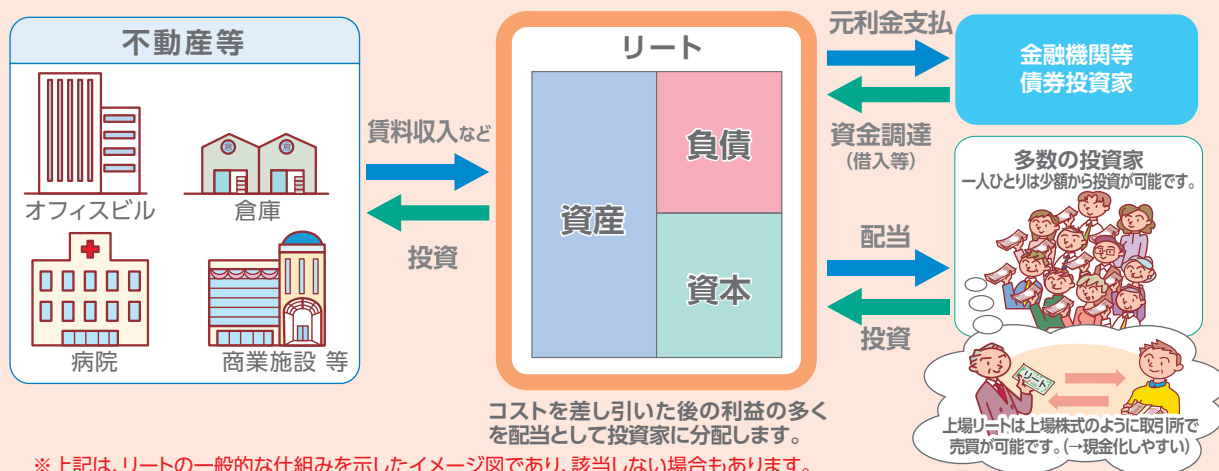 不動産等
オフィスビル
倉庫
倉
倉
病院
商業施設 等
賃料収入など
投資
リート
資産
負債
資本
コストを差し引いた後の利益の多く
を配当として投資家に分配します。
元利金支払
資金調達
(借入等)
金融機関等
債券投資家
配当
投資
多数の投資家
一人ひとりは少額から投資が可能です。
リート
上場リートは上場株式のように取引所で
売買が可能です。(→現金化しやすい)
※上記は、リートの一般的な仕組みを示したイメージ図であり、該当しない場合もあります。